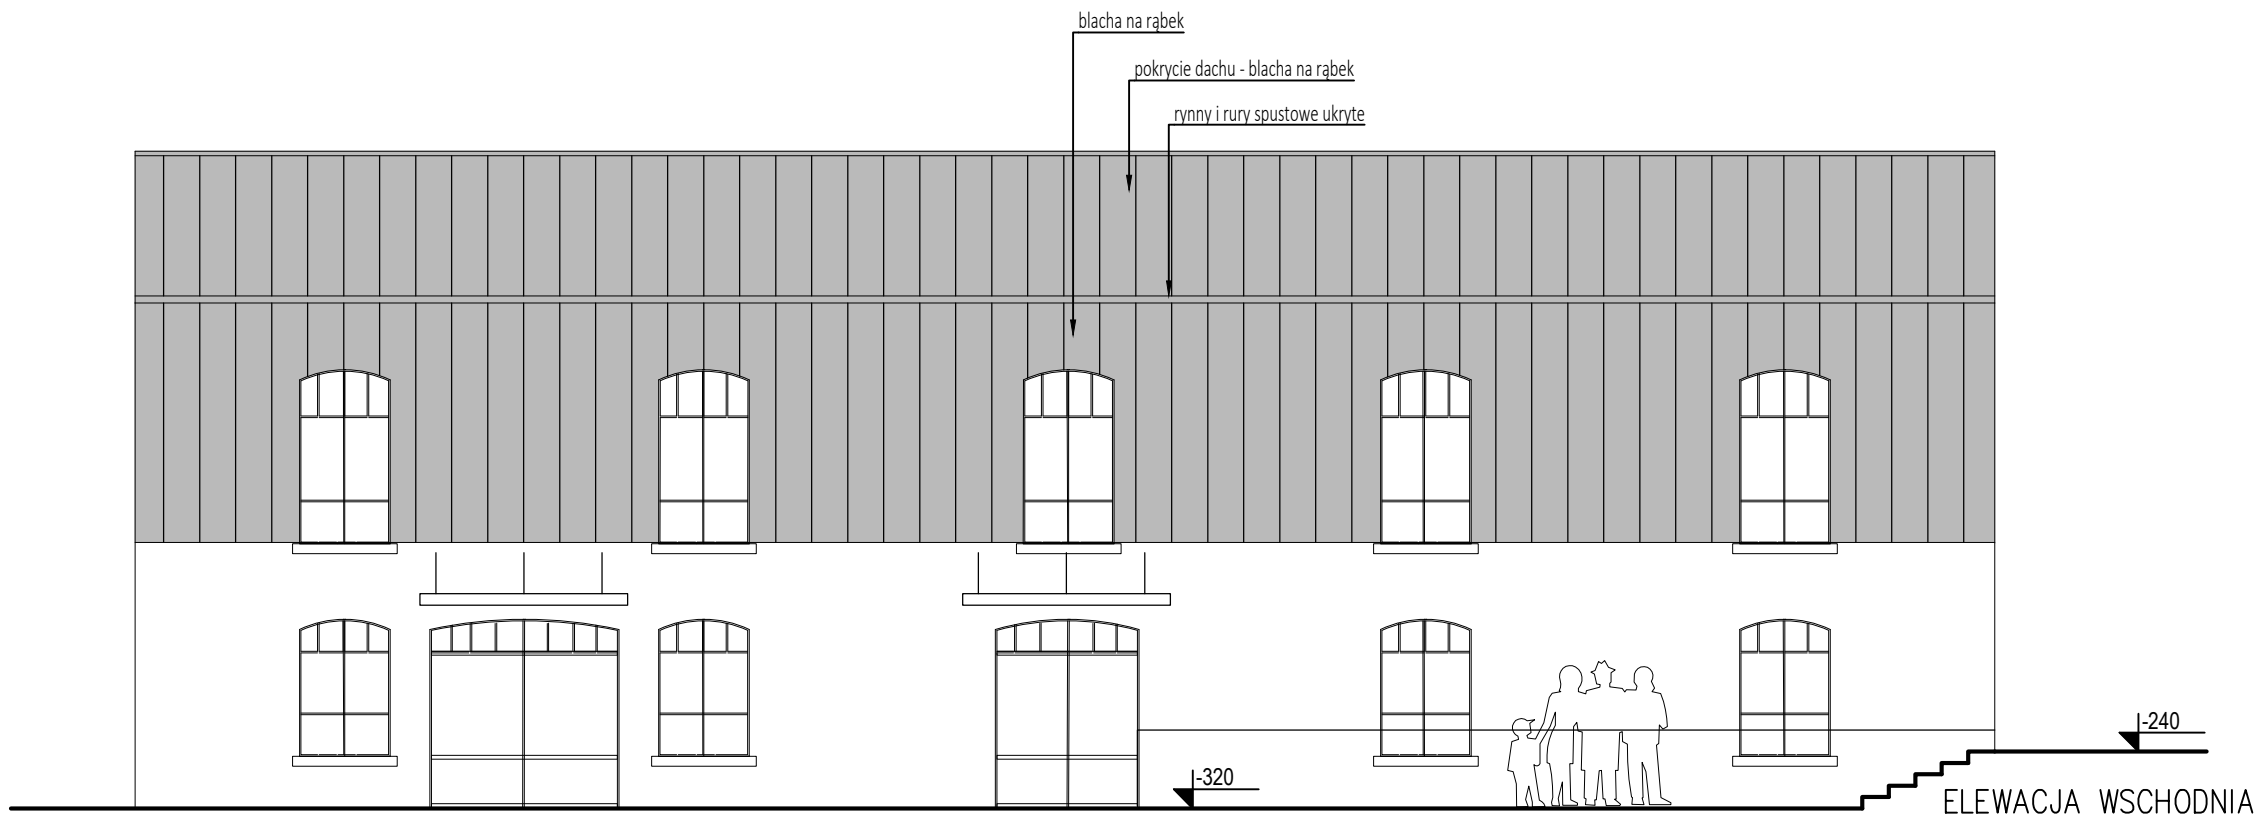 blacha na rąbek
pokrycie dachu - blacha na rąbek
rynny i rury spustowe ukryte
-240
-320
ELEWACJA WSCHODNIA